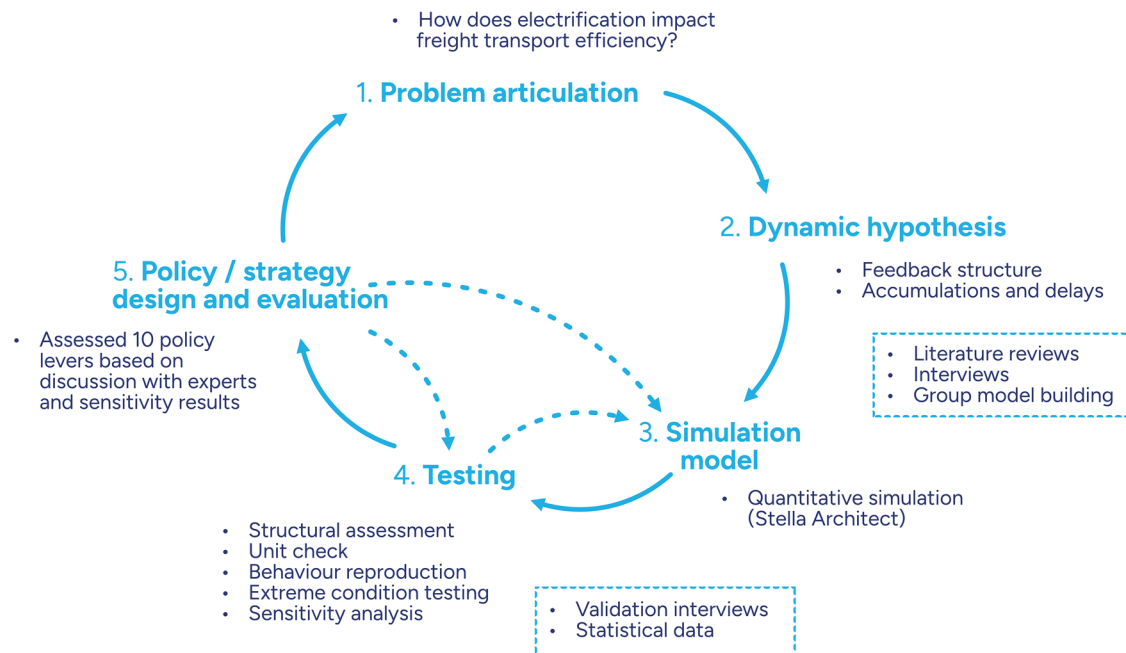 • How does electrification impact
freight transport efficiency?
1. Problem articulation
2. Dynamic hypothesis
• Feedback structure
• Accumulations and delays
• Literature reviews
• Interviews
• Group model building
3. Simulation
model
• Quantitative simulation
(Stella Architect)
4. Testing
• Structural assessment
• Unit check
• Behaviour reproduction
• Extreme condition testing
• Sensitivity analysis
• Validation interviews
• Statistical data
5. Policy / strategy
design and evaluation
• Assessed 10 policy
levers based on
discussion with experts
and sensitivity results